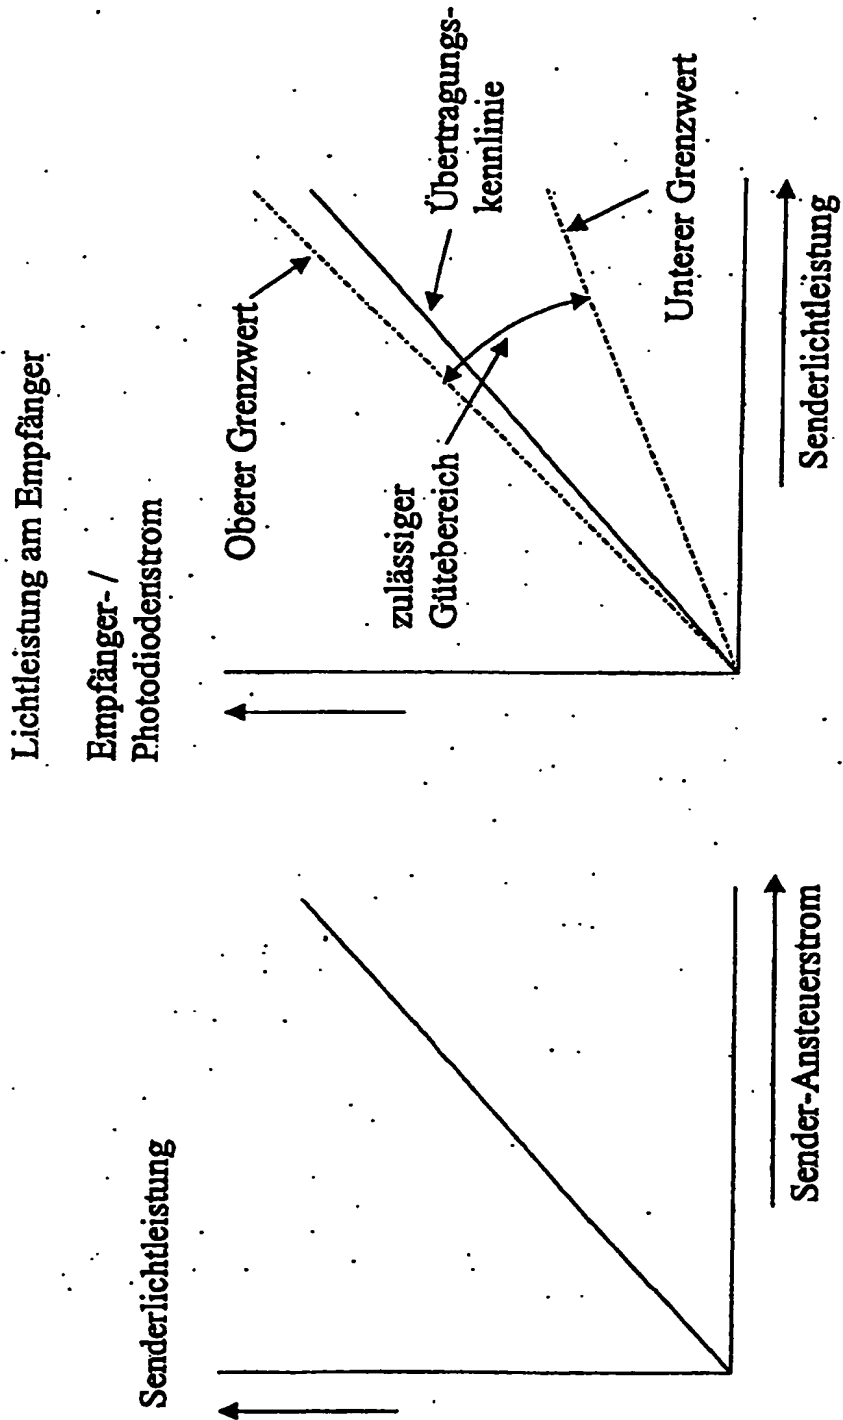 Senderlichtleistung
Sender-Ansteuerstrom
Lichtleistung am Empfänger
Empfänger- /
Photodiodenstrom
Oberer Grenzwert
Übertragungs-
kennlinie
zulässiger
Gütebereich
Unterer Grenzwert
Senderlichtleistung